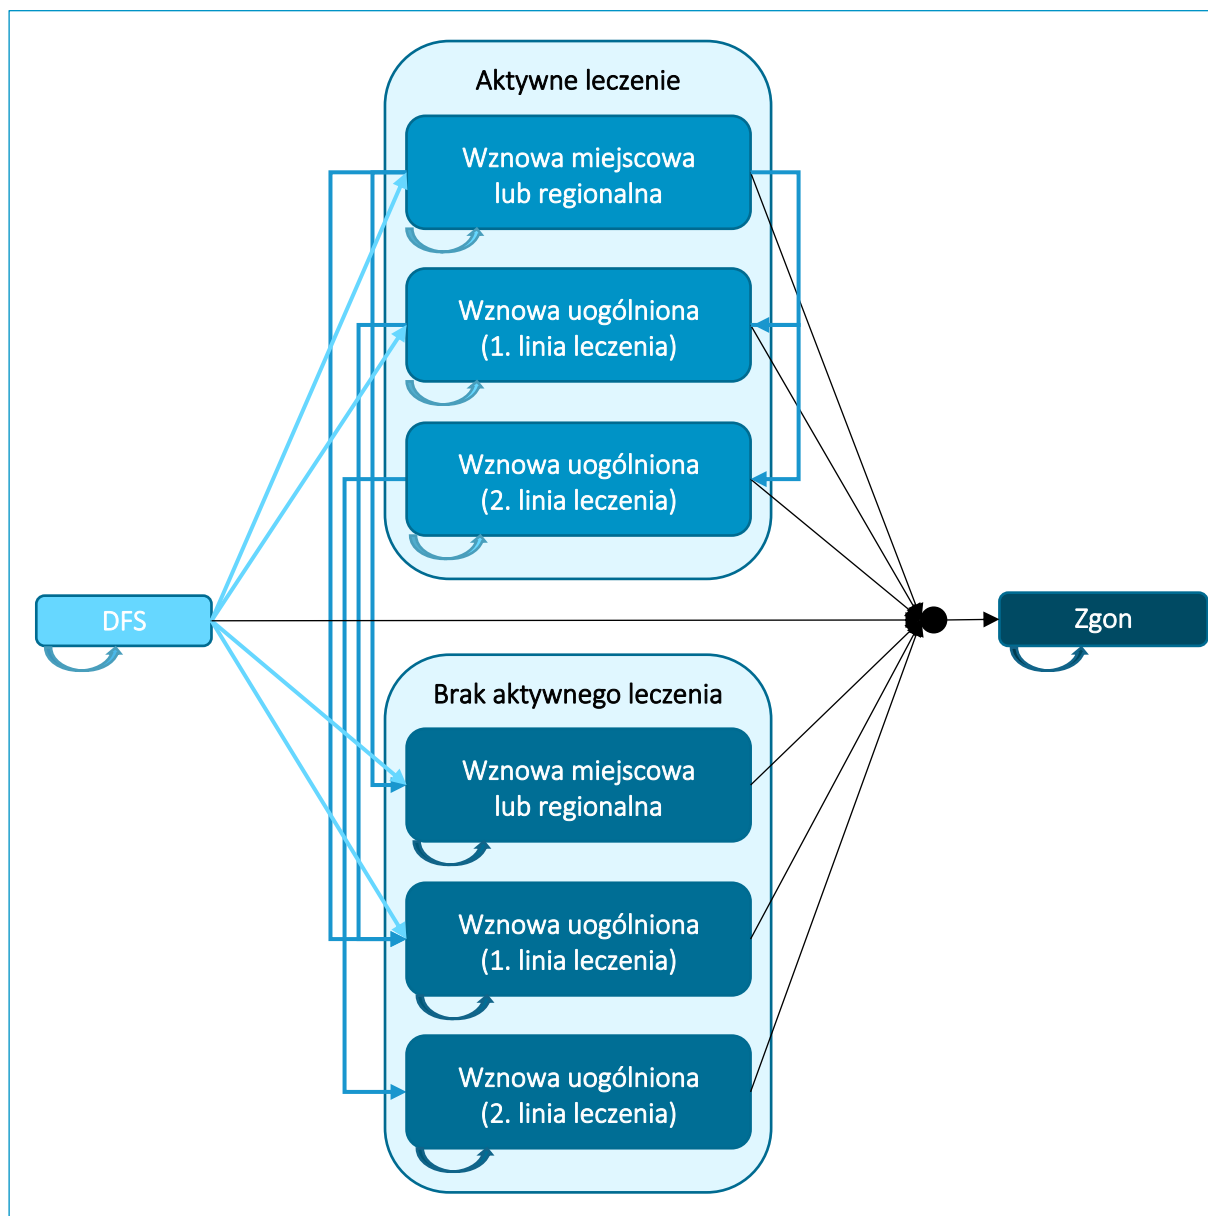 Aktywne leczenie
Wznowa miejscowa
lub regionalna
Wznowa uogólniona
(1. linia leczenia)
Wznowa uogólniona
(2. linia leczenia)
DFS
Zgon
Brak aktywnego leczenia
Wznowa miejscowa
lub regionalna
Wznowa uogólniona
(1. linia leczenia)
Wznowa uogólniona
(2. linia leczenia)